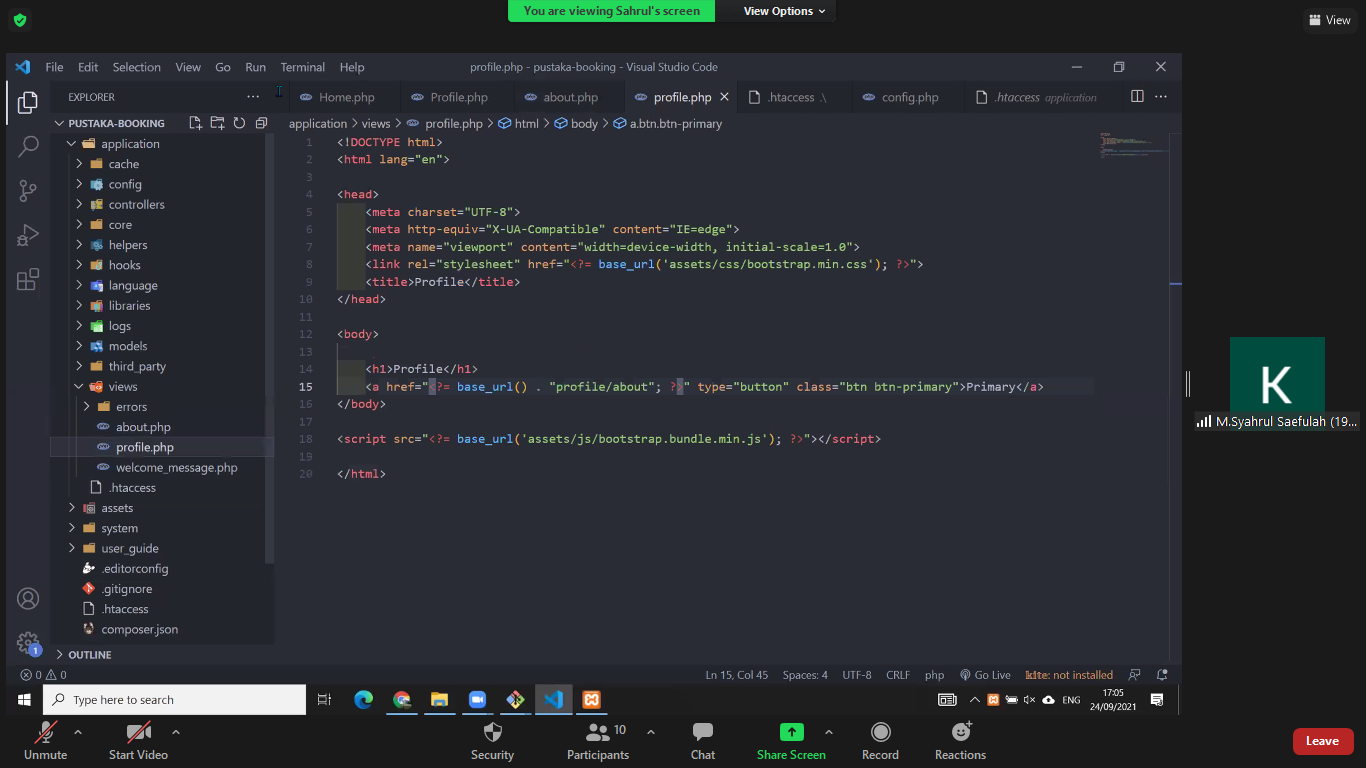 You are viewing Sahrul's screen
View Options
View
File Edit Selection View Go Run Terminal Help
profile.php - pustaka-booking - Visual Studio Code
EXPLORER
Home.php
Profile.php
about.php
profile.php
.htaccess .\
config.php
.htaccess application
PUSTAKA-BOOKING
application > views > profile.php > html > body > a.btn.btn-primary
application
cache
config
controllers
core
helpers
hooks
language
libraries
logs
models
third_party
views
errors
about.php
profile.php
welcome_message.php
.htaccess
assets
system
user_guide
.editorconfig
.gitignore
.htaccess
composer.json
OUTLINE
1 <!DOCTYPE html>
2 <html lang="en">
3
4 <head>
5 <meta charset="UTF-8">
6 <meta http-equiv="X-UA-Compatible" content="IE=edge">
7 <meta name="viewport" content="width=device-width, initial-scale=1.0">
8 <link rel="stylesheet" href="<?= base_url('assets/css/bootstrap.min.css'); ?>">
9 <title>Profile</title>
10 </head>
11
12 <body>
13
14 <h1>Profile</h1>
15 <a href="<?= base_url() . "profile/about"; ?>" type="button" class="btn btn-primary">Primary</a>
16 </body>
17
18 <script src="<?= base_url('assets/js/bootstrap.bundle.min.js'); ?>"></script>
19
20 </html>
K
M.Syahrul Saefulah (19...
1
0 0
Ln 15, Col 45
Spaces: 4
UTF-8
CRLF
php
Go Live
kite: not installed
Type here to search
ENG
17:05
24/09/2021
Unmute
Start Video
Security
Participants
10
Chat
Share Screen
Record
Reactions
Leave